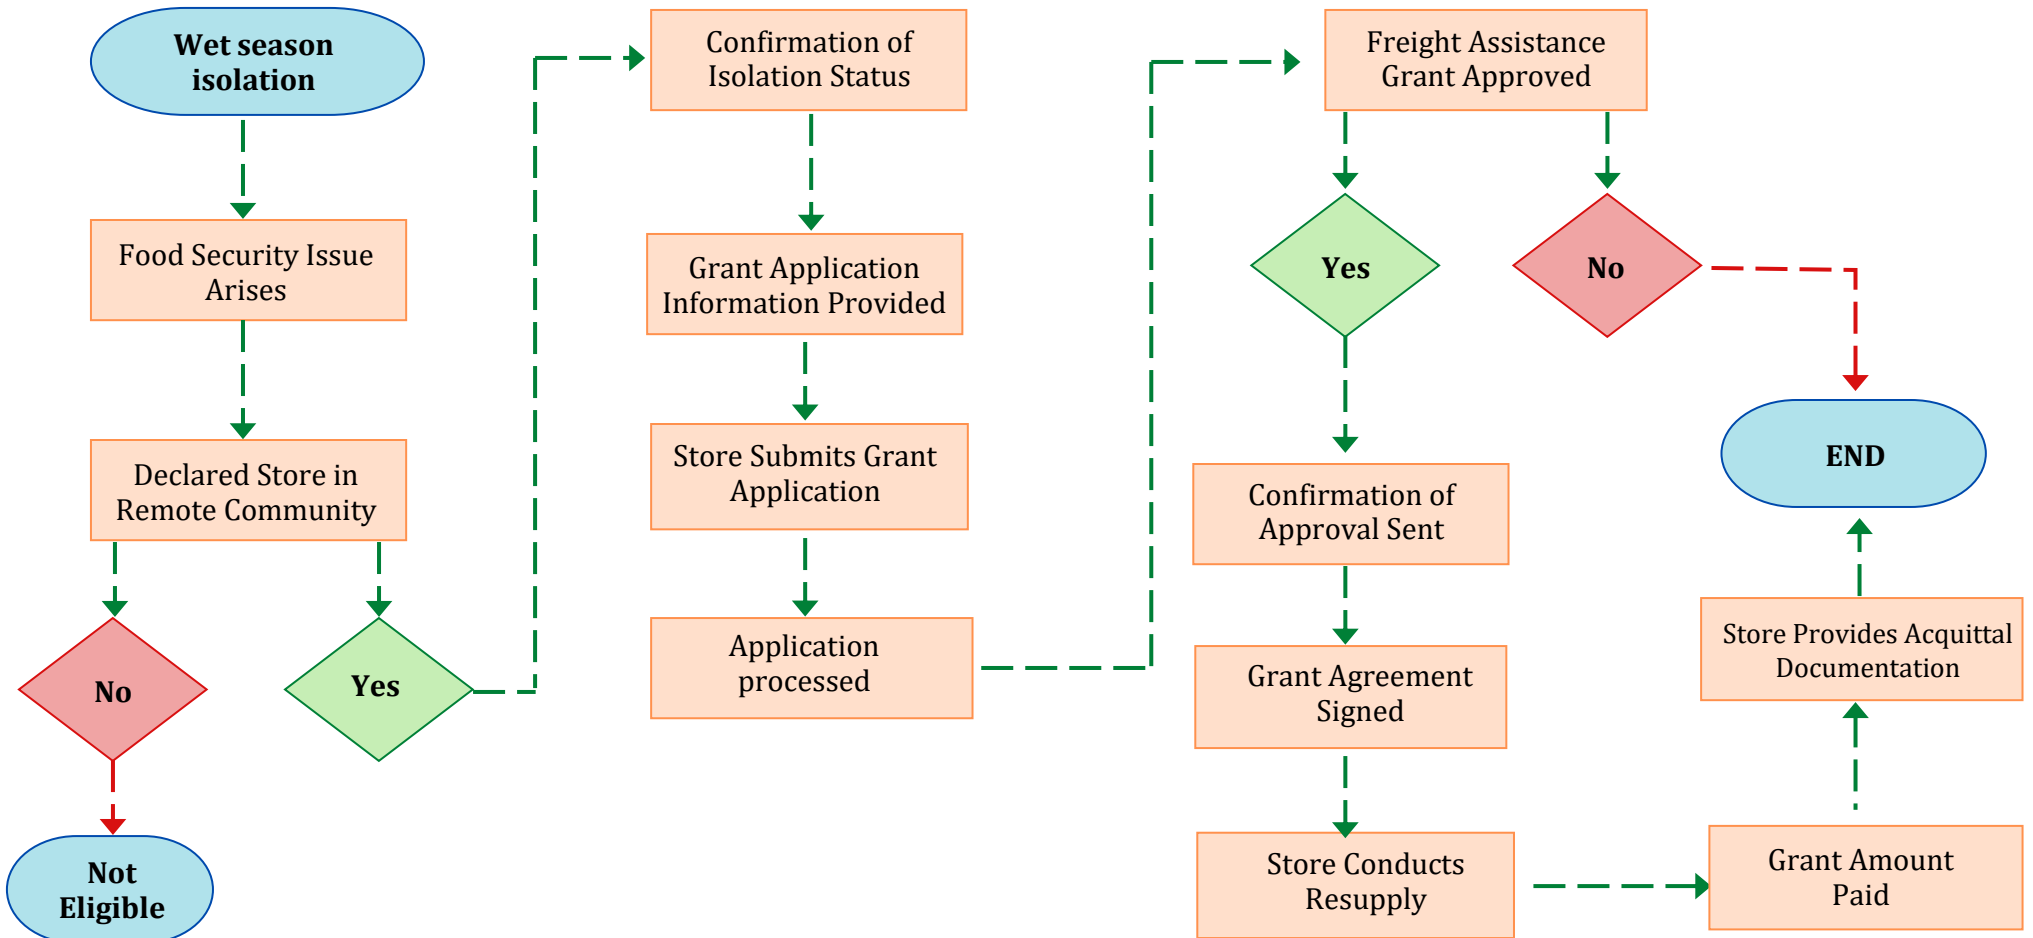 Wet season
isolation
Food Security Issue
Arises
Declared Store in
Remote Community
No
Yes
Not
Eligible
Confirmation of
Isolation Status
Grant Application
Information Provided
Store Submits Grant
Application
Application
processed
Freight Assistance
Grant Approved
Yes
No
Confirmation of
Approval Sent
Grant Agreement
Signed
Store Conducts
Resupply
Grant Amount
Paid
Store Provides Acquittal
Documentation
END